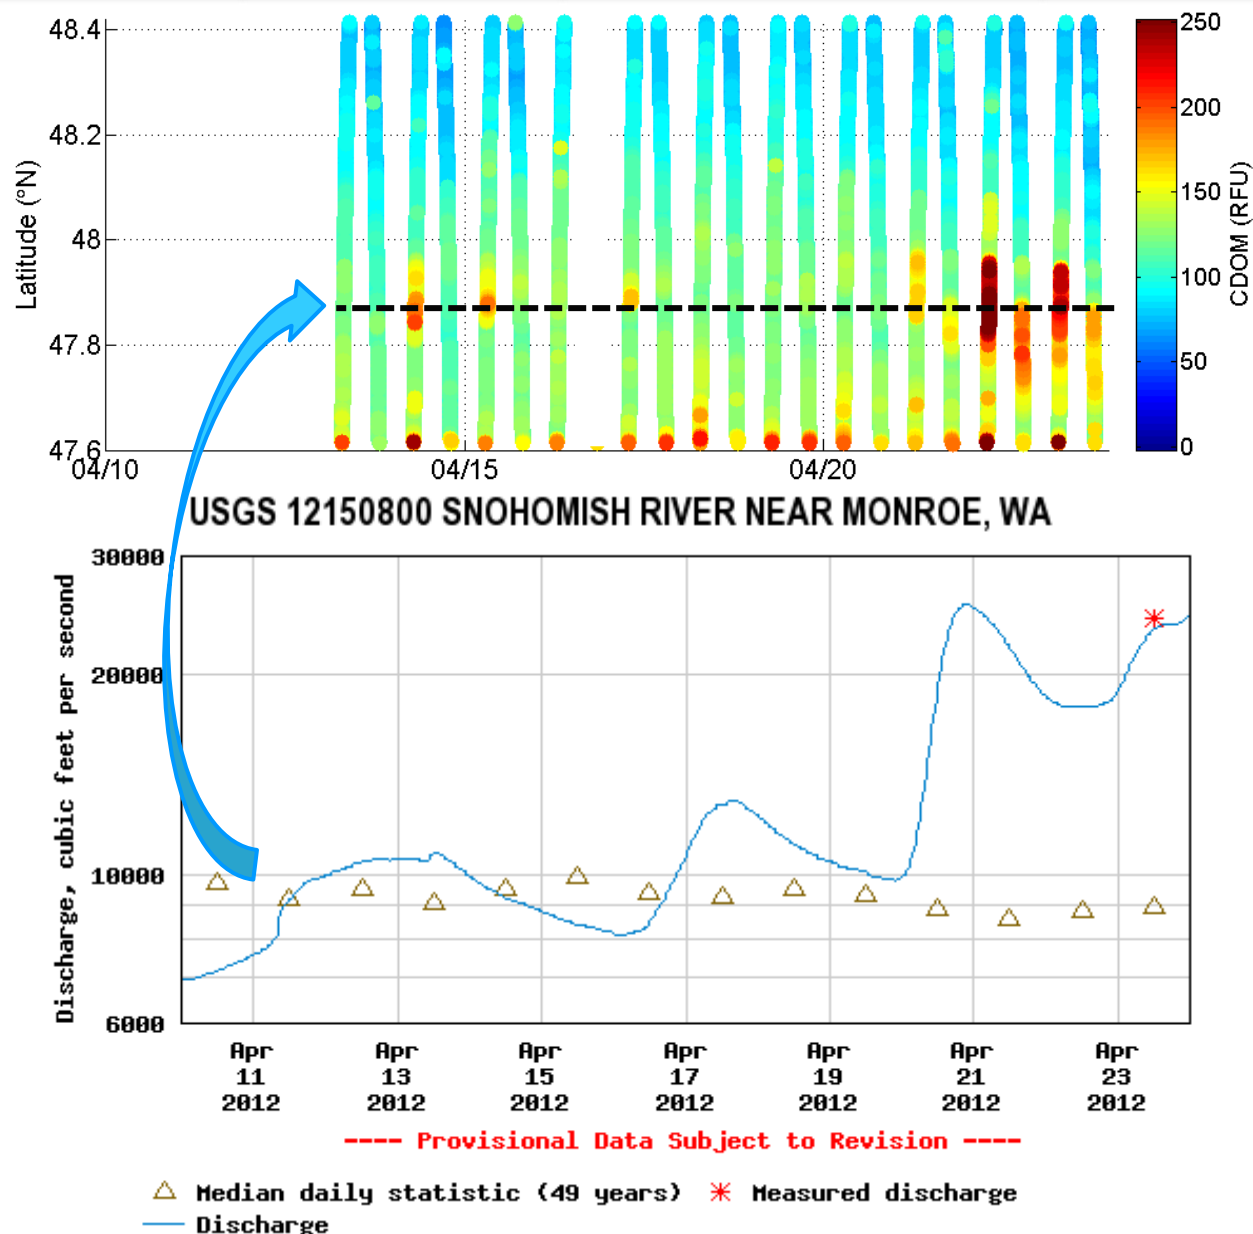 48.4
48.2
48
47.8
47.6
Latitude (°N)
04/10 04/15 04/20
250
200
150
100
50
0
CDOM (RFU)
USGS 12150800 SNOHOMISH RIVER NEAR MONROE, WA
Discharge, cubic feet per second
30000
20000
10000
6000
Apr Apr Apr Apr Apr Apr Apr
11 13 15 17 19 21 23
2012 2012 2012 2012 2012 2012 2012
---- Provisional Data Subject to Revision ----
Median daily statistic (49 years) Measured discharge
Discharge